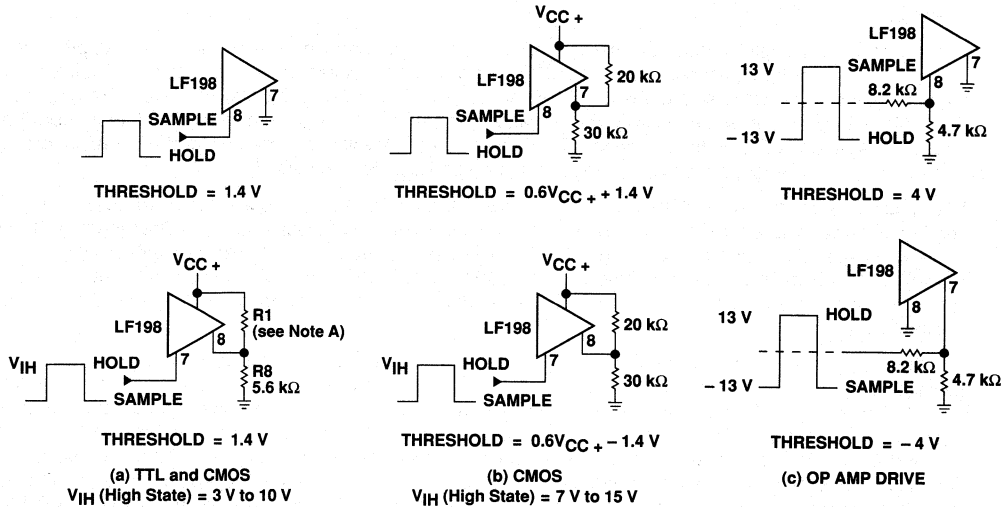 LF198
7
8
SAMPLE
HOLD
THRESHOLD = 1.4 V
VCC +
LF198
20 kΩ
7
8
SAMPLE
30 kΩ
HOLD
THRESHOLD = 0.6VCC + + 1.4 V
LF198
13 V
SAMPLE
7
8
8.2 kΩ
4.7 kΩ
– 13 V
HOLD
THRESHOLD = 4 V
VCC +
LF198
R1
(see Note A)
8
7
VIH
HOLD
R8
5.6 kΩ
SAMPLE
THRESHOLD = 1.4 V
(a) TTL and CMOS
VIH (High State) = 3 V to 10 V
VCC +
LF198
20 kΩ
8
7
VIH
HOLD
30 kΩ
SAMPLE
THRESHOLD = 0.6VCC + – 1.4 V
(b) CMOS
VIH (High State) = 7 V to 15 V
LF198
7
8
13 V
HOLD
8.2 kΩ
4.7 kΩ
– 13 V
SAMPLE
THRESHOLD = – 4 V
(c) OP AMP DRIVE